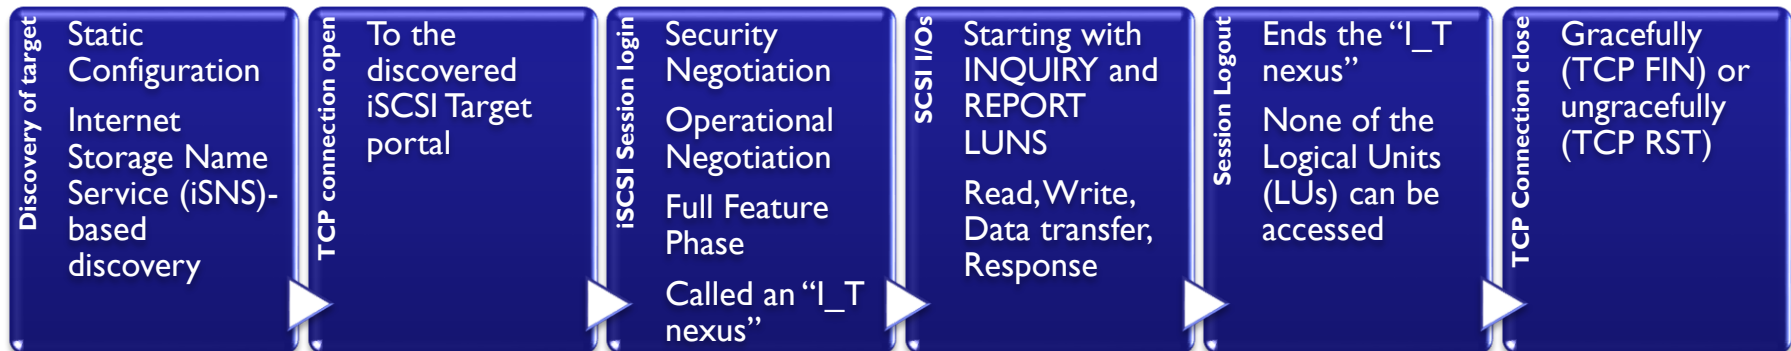 Discovery of target
Static
Configuration
Internet
Storage Name
Service (iSNS)-
based
discovery
TCP connection open
To the
discovered
iSCSI Target
portal
iSCSI Session login
Security
Negotiation
Operational
Negotiation
Full Feature
Phase
Called an “I_T
nexus”
SCSI I/Os
Starting with
INQUIRY and
REPORT
LUNS
Read, Write,
Data transfer,
Response
Session Logout
Ends the “I_T
nexus”
None of the
Logical Units
(LUs) can be
accessed
TCP Connection close
Gracefully
(TCP FIN) or
ungracefully
(TCP RST)